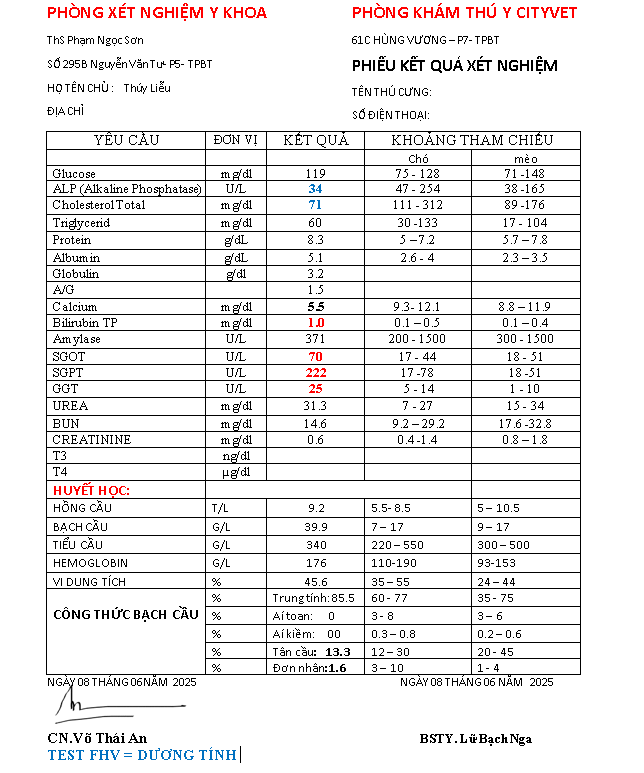 PHÒNG XÉT NGHIỆM Y KHOA PHÒNG KHÁM THÚ Y CITYVET
ThS Phạm Ngọc Sơn 61C HÙNG VƯƠNG – P7- TPBT
SỐ 295B Nguyễn Văn Tư- P5- TPBT PHIẾU KẾT QUẢ XÉT NGHIỆM
HỌ TÊN CHỦ : Thúy Liễu TÊN THÚ CƯNG:
ĐỊA CHỈ SỐ ĐIỆN THOẠI:
YÊU CẦU ĐƠN VỊ KẾT QUẢ KHOẢNG THAM CHIẾU
Chó mèo
Glucose mg/dl 119 75 - 128 71 -148
ALP (Alkaline Phosphatase) U/L 34 47 - 254 38 -165
Cholesterol Total mg/dl 71 111 - 312 89 -176
Triglycerid mg/dl 60 30 -133 17 - 104
Protein g/dL 8.3 5 – 7.2 5.7 – 7.8
Albumin g/dL 5.1 2.6 - 4 2.3 – 3.5
Globulin g/dl 3.2
A/G 1.5
Calcium mg/dl 5.5 9.3- 12.1 8.8 – 11.9
Bilirubin TP mg/dl 1.0 0.1 – 0.5 0.1 – 0.4
Amylase U/L 371 200 - 1500 300 - 1500
SGOT U/L 70 17 - 44 18 - 51
SGPT U/L 222 17 -78 18 -51
GGT U/L 25 5 - 14 1 - 10
UREA mg/dl 31.3 7 - 27 15 - 34
BUN mg/dl 14.6 9.2 – 29.2 17.6 -32.8
CREATININE mg/dl 0.6 0.4 -1.4 0.8 – 1.8
T3 ng/dl
T4 µg/dl
HUYẾT HỌC:
HỒNG CẦU T/L 9.2 5.5- 8.5 5 – 10.5
BẠCH CẦU G/L 39.9 7 – 17 9 – 17
TIỂU CẦU G/L 340 220 – 550 300 – 500
HEMOGLOBIN G/L 176 110-190 93-153
VI DUNG TÍCH % 45.6 35 – 55 24 – 44
CÔNG THỨC BẠCH CẦU % Trung tính: 85.5 60 - 77 35 - 75
% Aí toan: 0 3 - 8 3 – 6
% Aí kiềm: 00 0.3 – 0.8 0.2 – 0.6
% Tân cầu: 13.3 12 – 30 20 - 45
% Đơn nhân: 1.6 3 – 10 1 - 4
NGÀY 08 THÁNG 06 NĂM 2025 NGÀY 08 THÁNG 06 NĂM 2025
CN.Võ Thái An BSTY. Lữ Bạch Nga
TEST FHV = DƯƠNG TÍNH